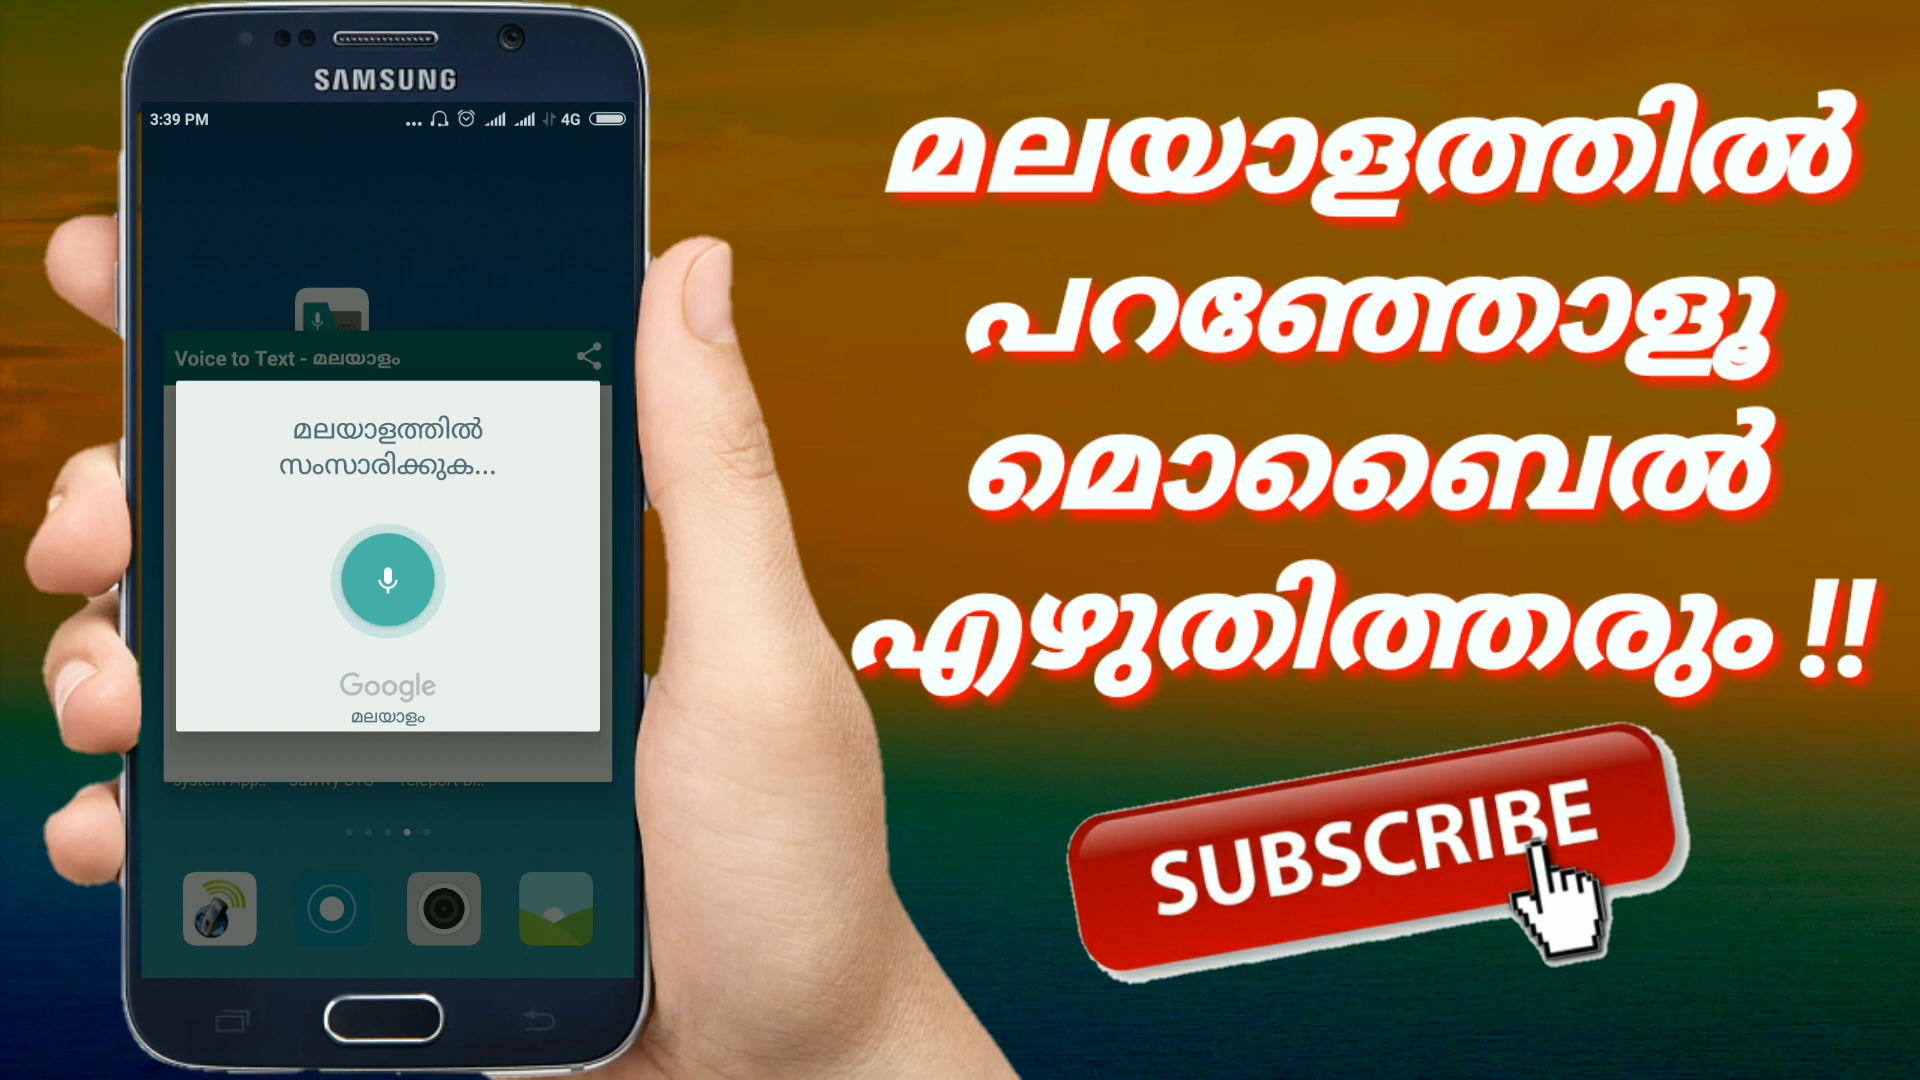 SAMSUNG
3:39 PM
... 4G
Voice to Text - മലയാളം
മലയാളത്തിൽ
സംസാരിക്കുക...
Google
മലയാളം
മലയാളത്തിൽ
പറഞ്ഞോളൂ
മൊബൈൽ
എഴുതിത്തരും !!
SUBSCRIBE